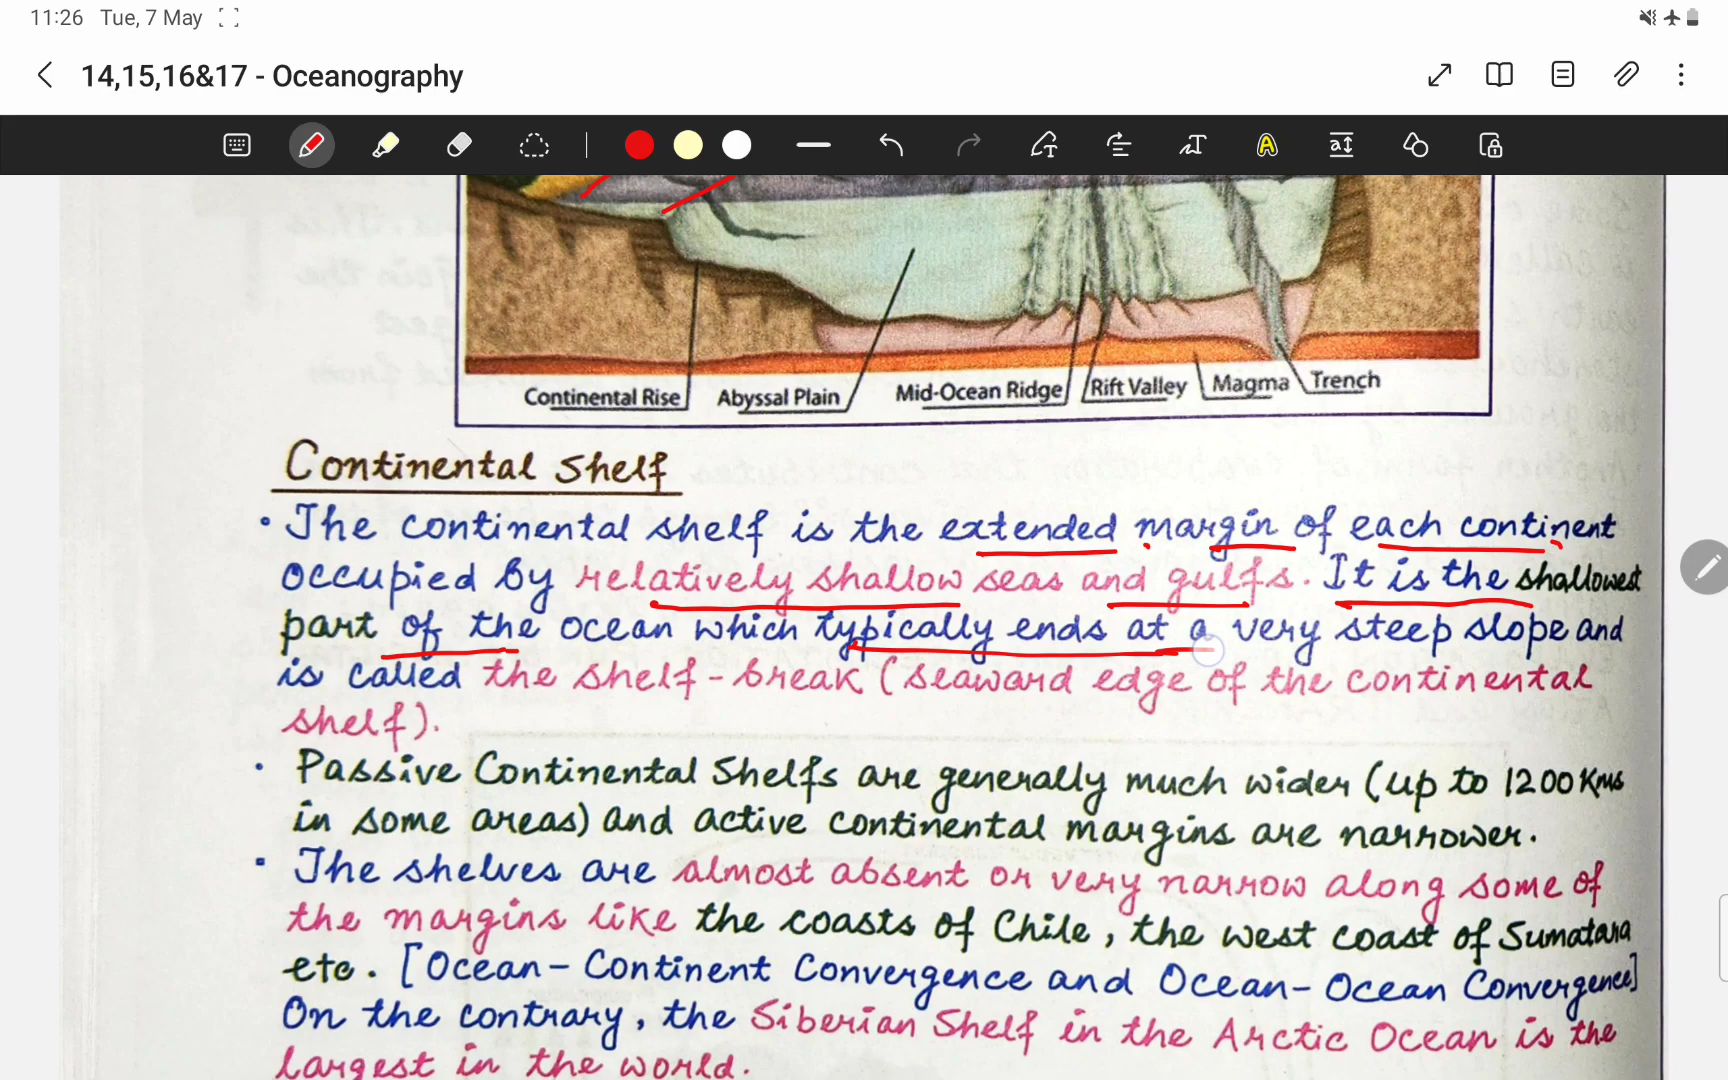 11:26 Tue, 7 May
14,15,16&17 - Oceanography
Continental Rise Abyssal Plain Mid-Ocean Ridge Rift Valley Magma Trench
Continental Shelf
• The continental shelf is the extended margin of each continent
occupied by relatively shallow seas and gulfs. It is the shallowest
part of the ocean which typically ends at a very steep slope and
is called the shelf-break (seaward edge of the continental
shelf).
• Passive Continental Shelfs are generally much wider (up to 1200 Kms
in some areas) and active continental margins are narrower.
• The shelves are almost absent or very narrow along some of
the margins like the coasts of Chile, the west coast of Sumatara
etc. [Ocean-Continent Convergence and Ocean-Ocean Convergence]
On the contrary, the Siberian Shelf in the Arctic Ocean is the
largest in the world.